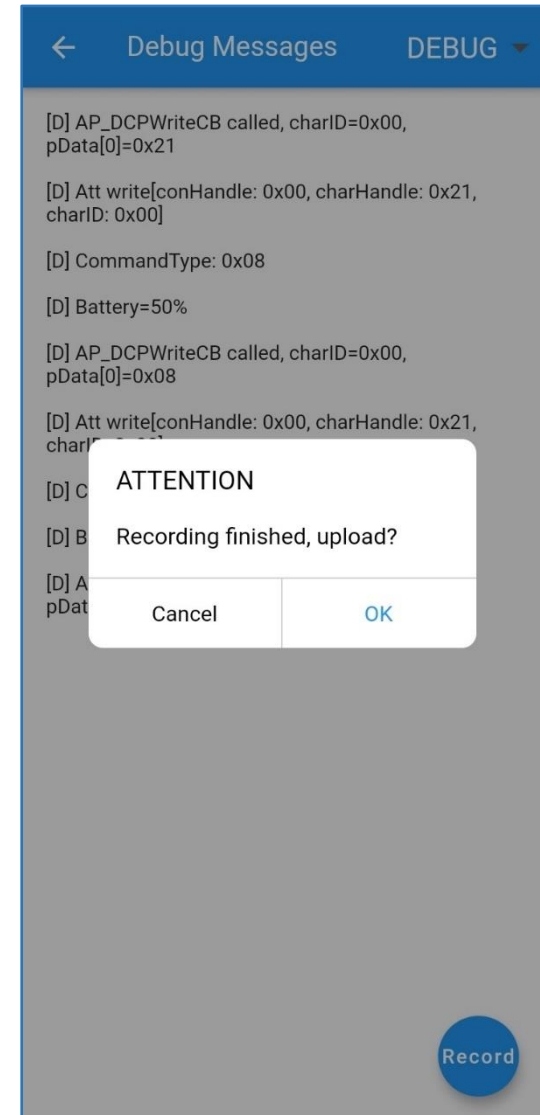 Debug Messages DEBUG
[D] AP_DCPWriteCB called, charID=0x00,
pData[0]=0x21
[D] Att write[conHandle: 0x00, charHandle: 0x21,
charID: 0x00]
[D] CommandType: 0x08
[D] Battery=50%
[D] AP_DCPWriteCB called, charID=0x00,
pData[0]=0x08
[D] Att write[conHandle: 0x00, charHandle: 0x21,
[D] C
[D] B
[D] A
pDat
ATTENTION
Recording finished, upload?
Cancel OK
Record